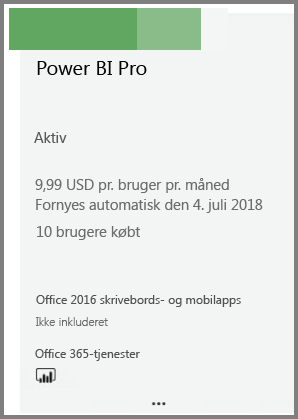 Power BI Pro
Aktiv
9,99 USD pr. bruger pr. måned
Fornyes automatisk den 4. juli 2018
10 brugere købt
Office 2016 skrivebords- og mobilapps
Ikke inkluderet
Office 365-tjenester